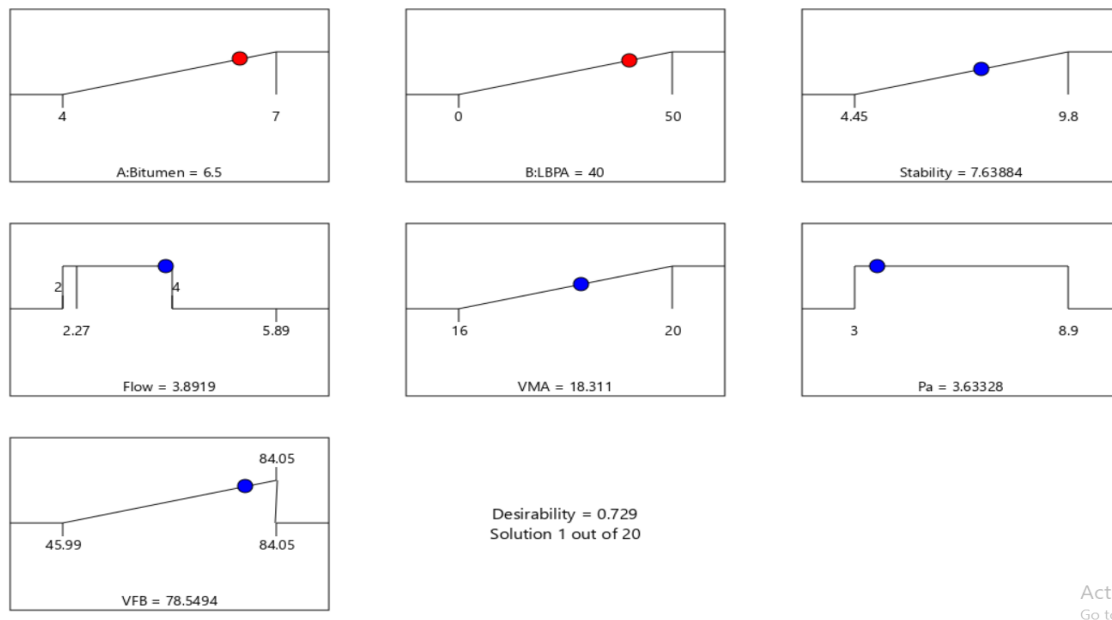 4
7
A:Bitumen = 6.5
0
50
B:LBPA = 40
4.45
9.8
Stability = 7.63884
2
4
2.27
5.89
Flow = 3.8919
16
20
VMA = 18.311
3
8.9
Pa = 3.63328
84.05
45.99
84.05
VFB = 78.5494
Desirability = 0.729
Solution 1 out of 20
Act
Go t